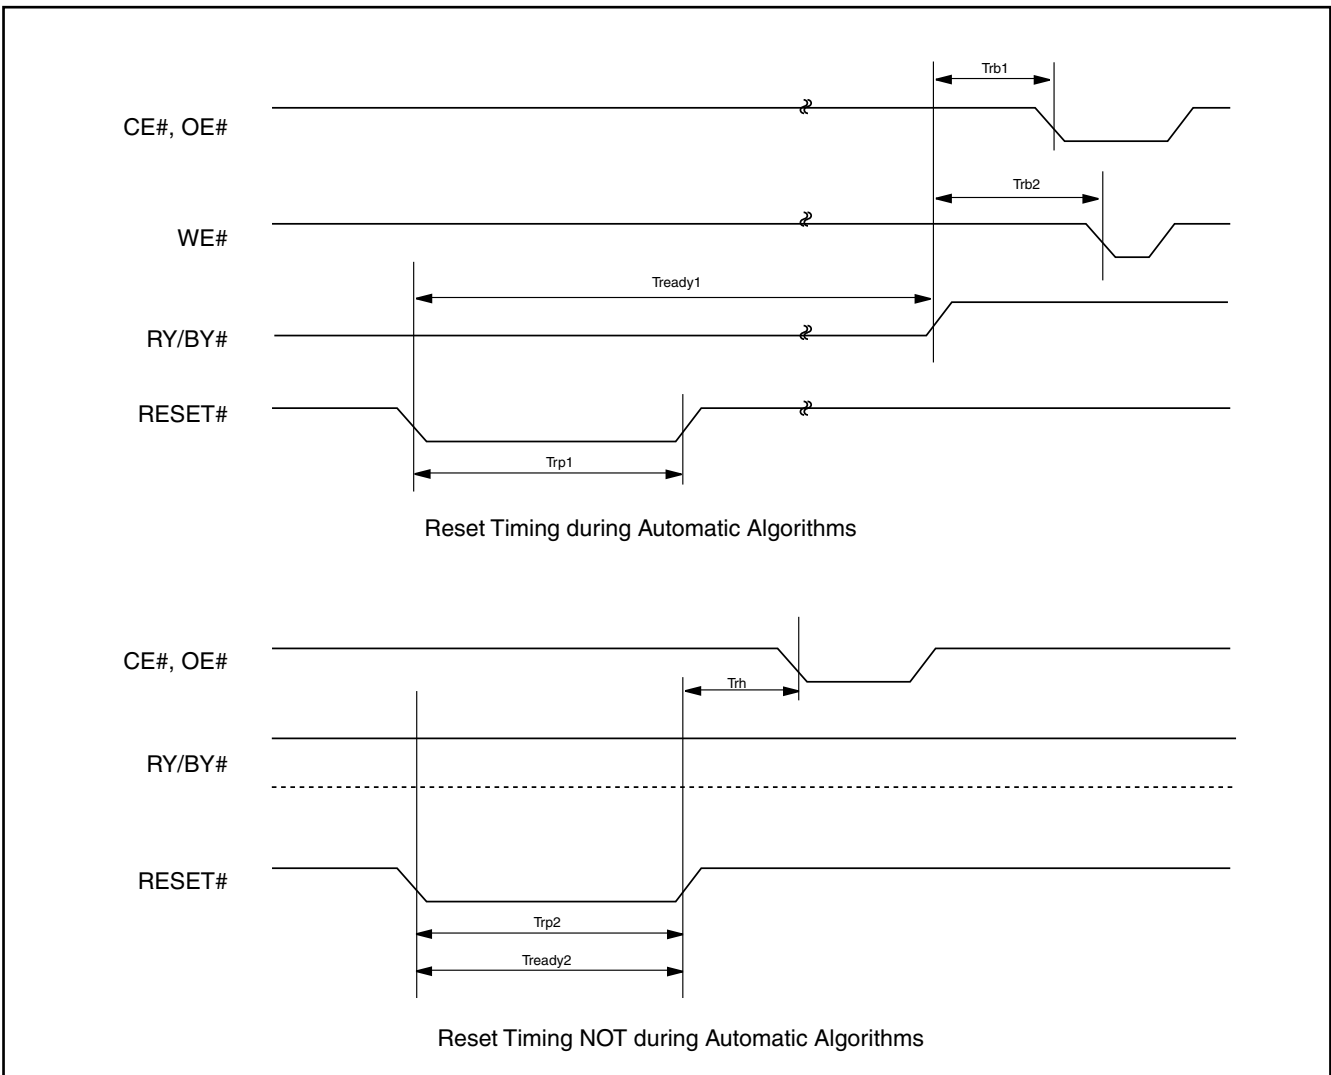 Trb1
CE#, OE#
Trb2
WE#
Tready1
RY/BY#
RESET#
Trp1
Reset Timing during Automatic Algorithms
CE#, OE#
Trh
RY/BY#
RESET#
Trp2
Tready2
Reset Timing NOT during Automatic Algorithms